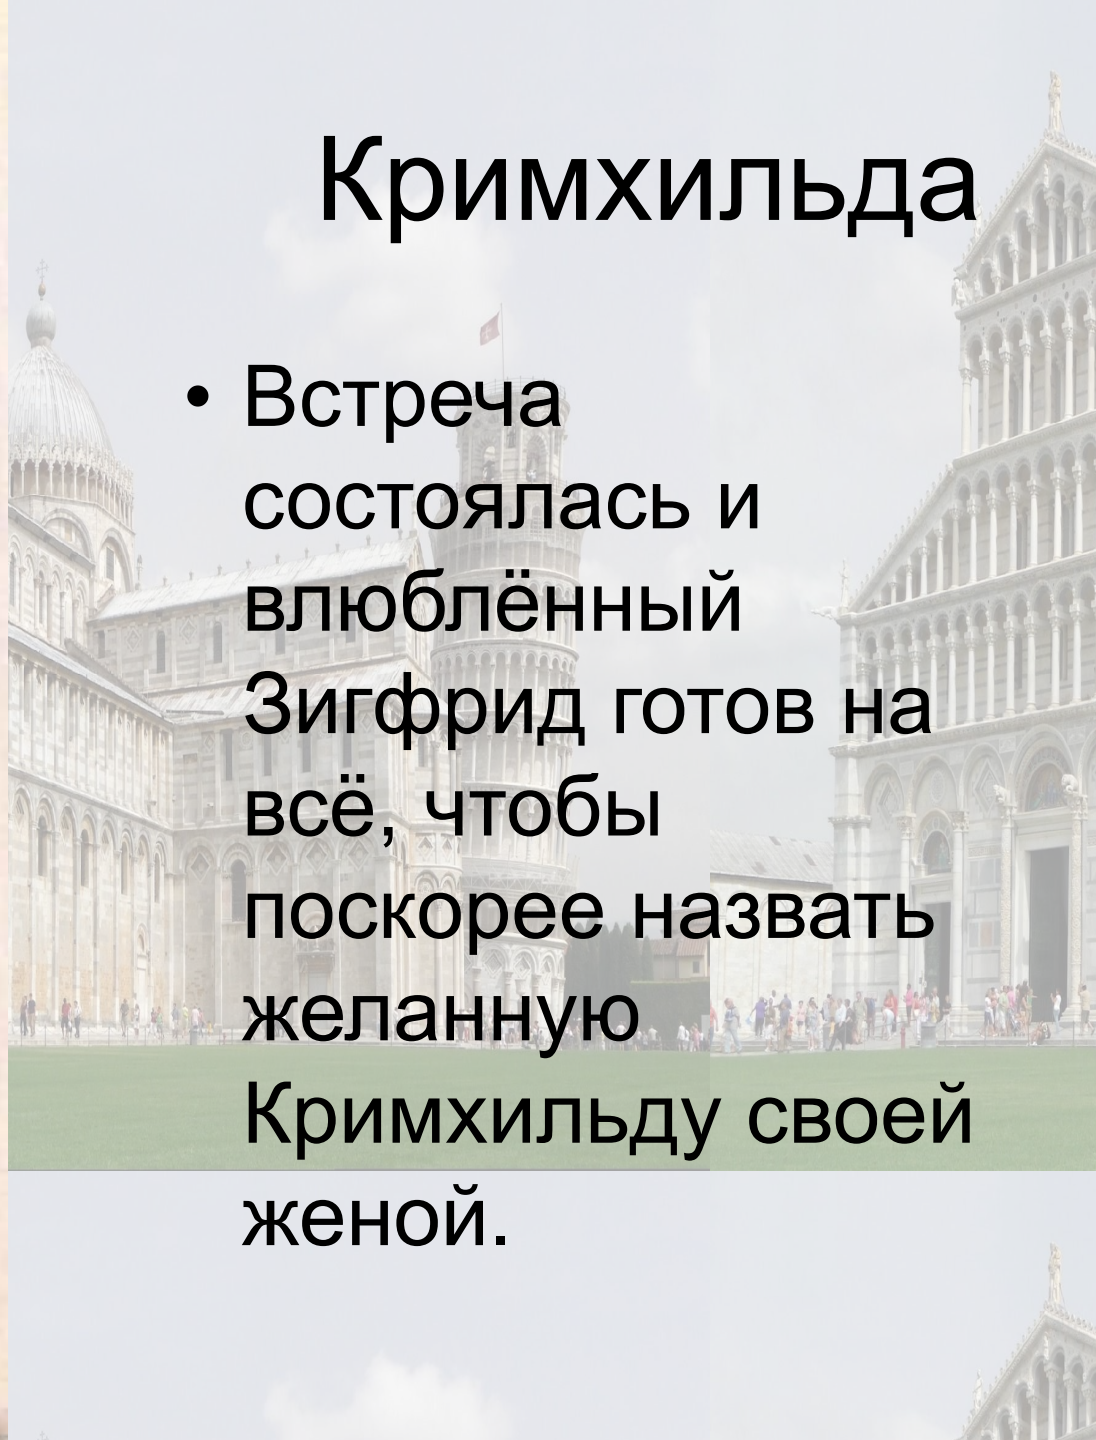 Кримхильда
• Встреча
состоялась и
влюблённый
Зигфрид готов на
всё, чтобы
поскорее назвать
желанную
Кримхильду своей
женой.